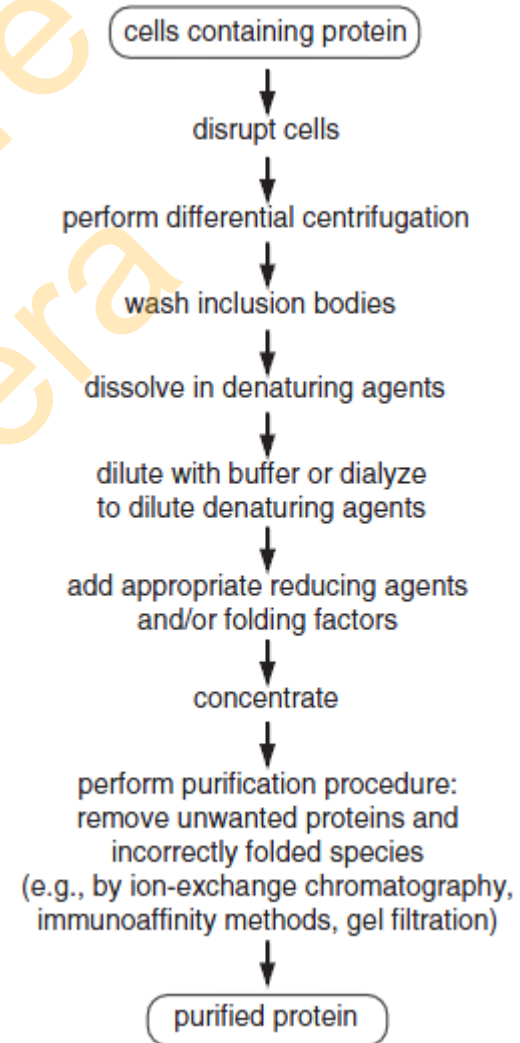 cells containing protein
disrupt cells
perform differential centrifugation
wash inclusion bodies
dissolve in denaturing agents
dilute with buffer or dialyze
to dilute denaturing agents
add appropriate reducing agents
and/or folding factors
concentrate
perform purification procedure:
remove unwanted proteins and
incorrectly folded species
(e.g., by ion-exchange chromatography,
immunoaffinity methods, gel filtration)
purified protein